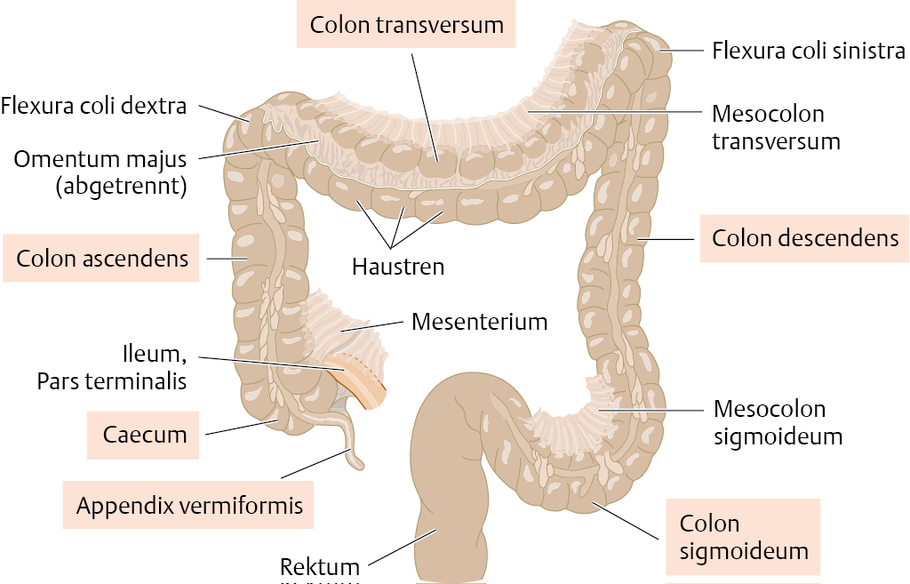 Colon transversum
Flexura coli sinistra
Flexura coli dextra
Mesocolon
transversum
Omentum majus
(abgetrennt)
Colon descendens
Colon ascendens
Haustren
Mesenterium
Ileum,
Pars terminalis
Mesocolon
sigmoideum
Caecum
Appendix vermiformis
Colon
sigmoideum
Rektum